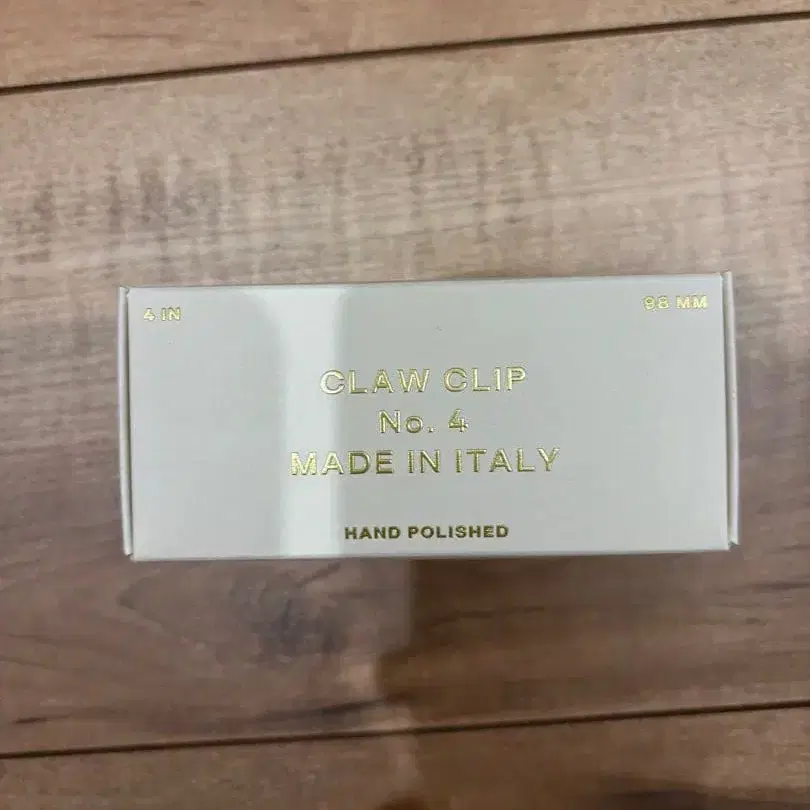 4 IN
98 MM
CLAW CLIP
No. 4
MADE IN ITALY
HAND POLISHED